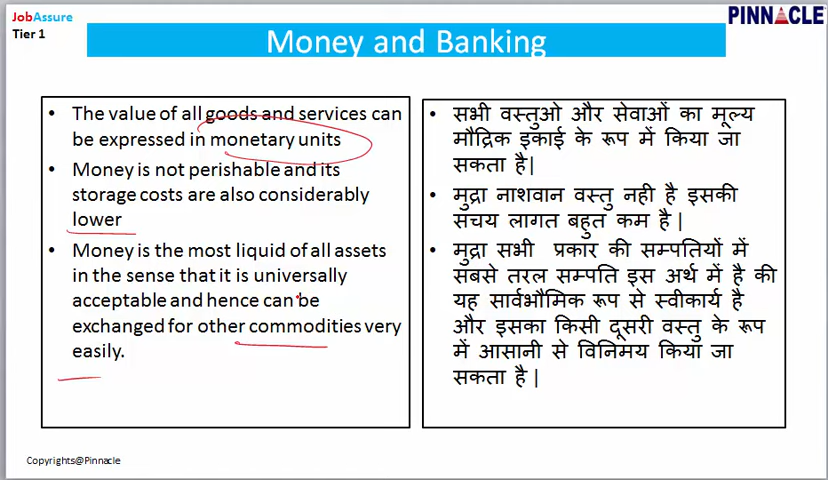 JobAssure
PINNACLE
Tier 1
Money and Banking
• The value of all goods and services can
be expressed in monetary units
• Money is not perishable and its
storage costs are also considerably
lower
• Money is the most liquid of all assets
in the sense that it is universally
acceptable and hence can be
exchanged for other commodities very
easily.
• सभी वस्तुओ और सेवाओं का मूल्य
मौद्रिक इकाई के रूप में किया जा
सकता है|
• मुद्रा नाशवान वस्तु नही है इसकी
संचय लागत बहुत कम है |
• मुद्रा सभी प्रकार की सम्पतियों में
सबसे तरल सम्पति इस अर्थ में है की
यह सार्वभौमिक रूप से स्वीकार्य है
और इसका किसी दूसरी वस्तु के रूप
में आसानी से विनिमय किया जा
सकता है |
Copyrights@Pinnacle